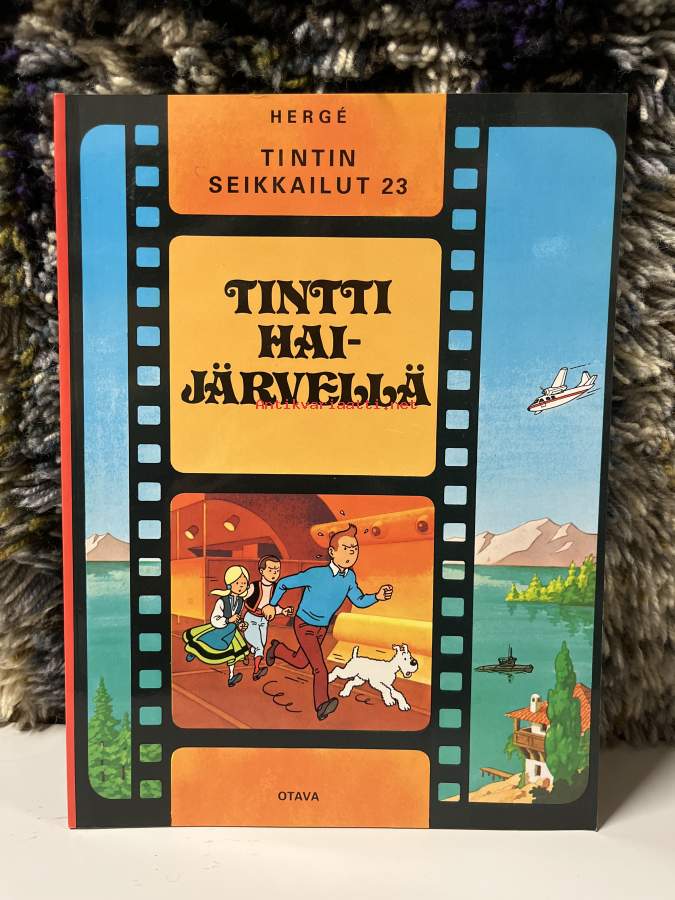 HERGÉ
TINTIN
SEIKKAILUT 23
TINTTI
HAI-
JÄRVELLÄ
Antikvariaatti.net
OTAVA